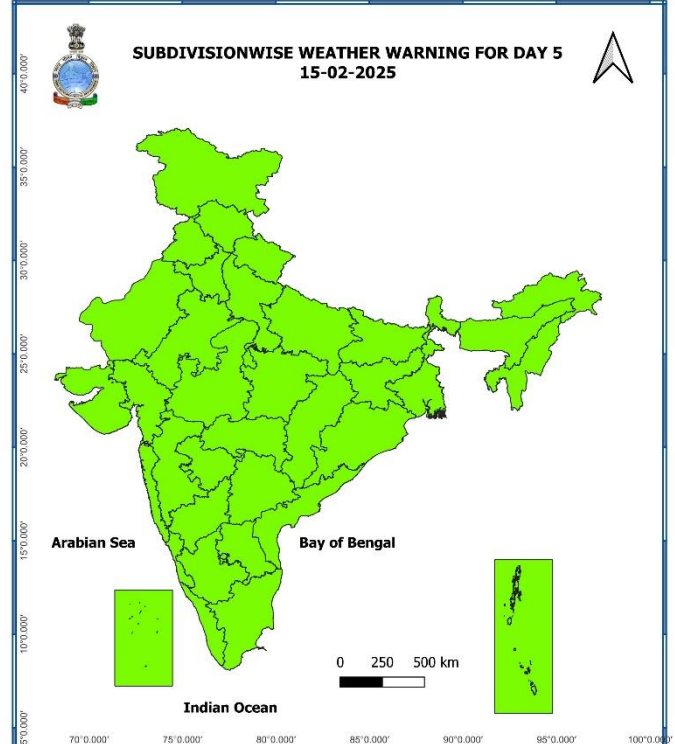 SUBDIVISIONWISE WEATHER WARNING FOR DAY 5
15-02-2025
40°0.000'
35°0.000'
30°0.000'
25°0.000'
20°0.000'
15°0.000'
10°0.000'
5°0.000'
Arabian Sea
Bay of Bengal
0 250 500 km
Indian Ocean
70°0.000' 75°0.000' 80°0.000' 85°0.000' 90°0.000' 95°0.000' 100°0.000'